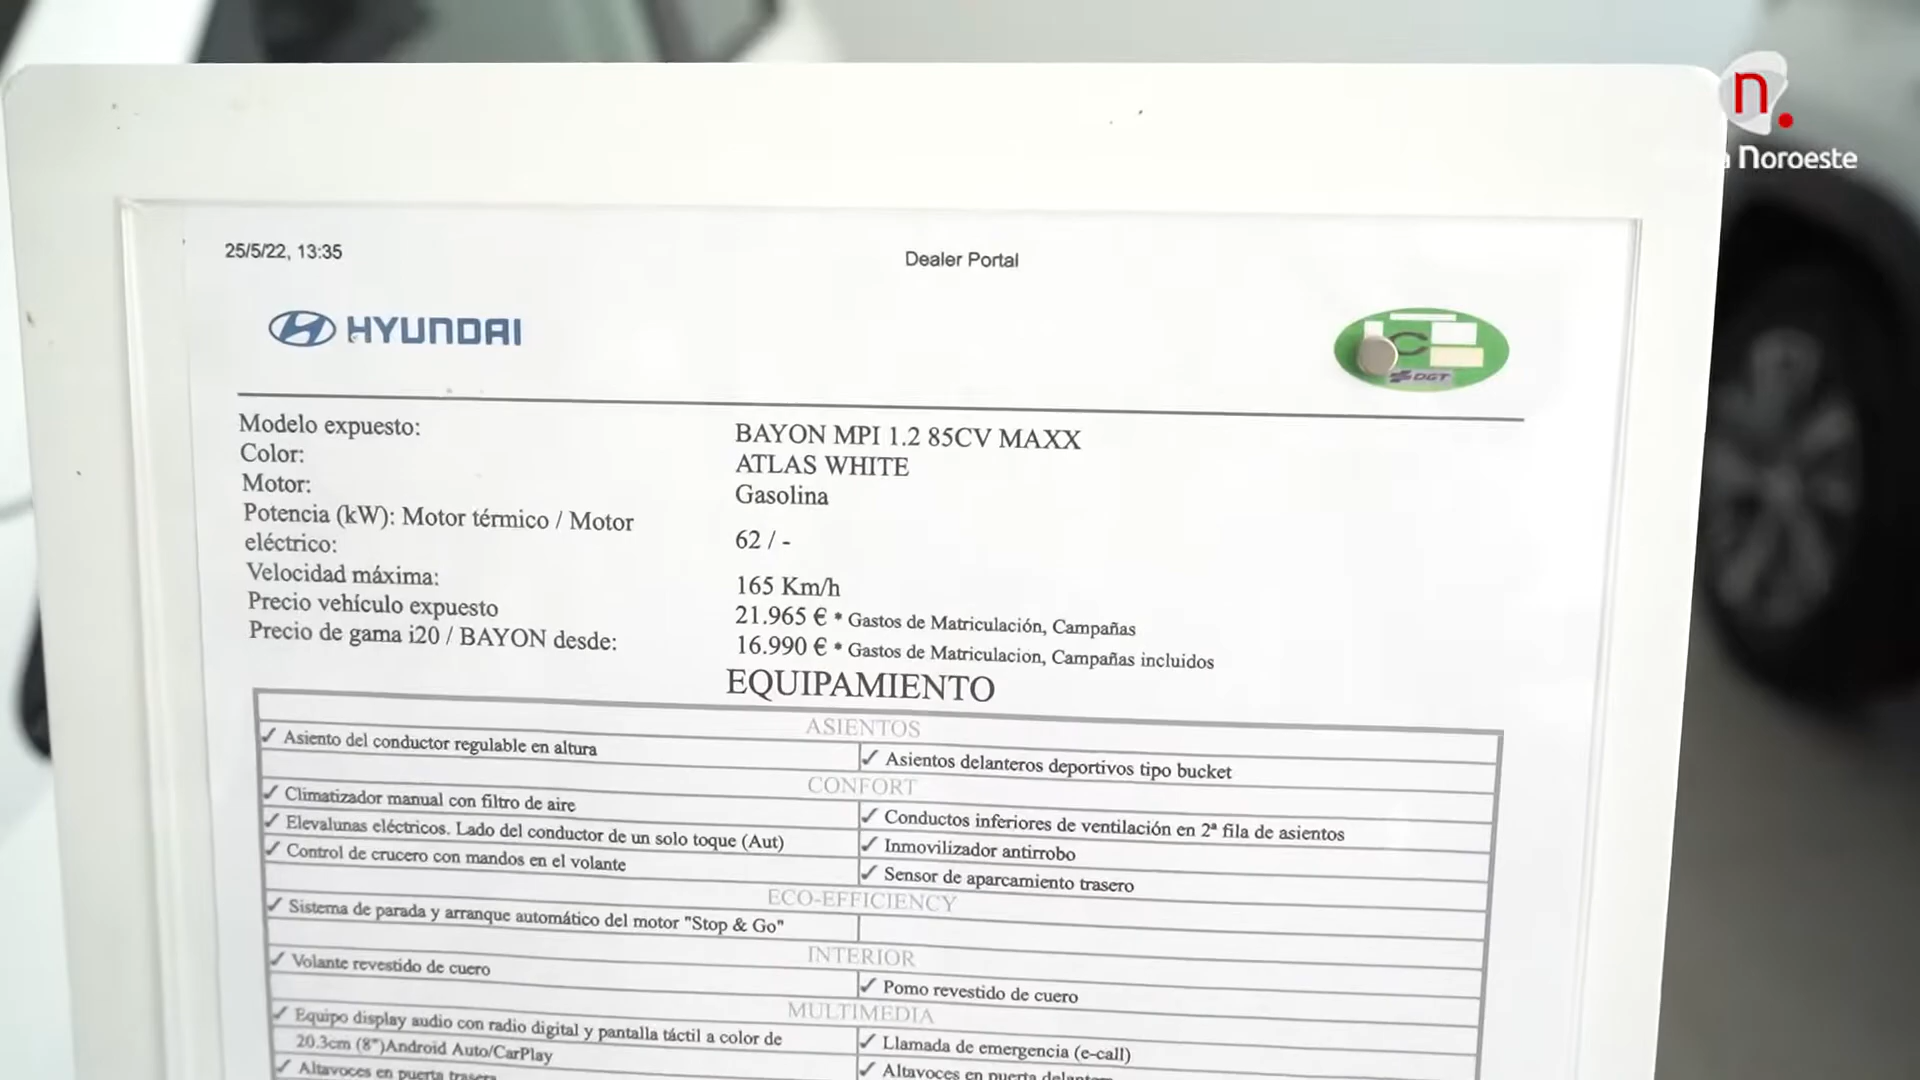 n.
Noroeste
25/5/22, 13:35
Dealer Portal
HYUNDAI
C
DGT
Modelo expuesto: BAYON MPI 1.2 85CV MAXX
Color: ATLAS WHITE
Motor: Gasolina
Potencia (kW): Motor térmico / Motor
eléctrico: 62 / -
Velocidad máxima: 165 Km/h
Precio vehículo expuesto 21.965 € * Gastos de Matriculación, Campañas
Precio de gama i20 / BAYON desde: 16.990 € * Gastos de Matriculacion, Campañas incluidos
EQUIPAMIENTO
ASIENTOS
✓ Asiento del conductor regulable en altura
✓ Asientos delanteros deportivos tipo bucket
CONFORT
✓ Climatizador manual con filtro de aire
✓ Conductos inferiores de ventilación en 2ª fila de asientos
✓ Elevalunas eléctricos. Lado del conductor de un solo toque (Aut)
✓ Inmovilizador antirrobo
✓ Control de crucero con mandos en el volante
✓ Sensor de aparcamiento trasero
ECO-EFFICIENCY
✓ Sistema de parada y arranque automático del motor "Stop & Go"
INTERIOR
✓ Volante revestido de cuero
✓ Pomo revestido de cuero
MULTIMEDIA
✓ Equipo display audio con radio digital y pantalla táctil a color de
20.3cm (8")Android Auto/CarPlay
✓ Llamada de emergencia (e-call)
✓ Altavoces en puerta trasera
✓ Altavoces en puerta